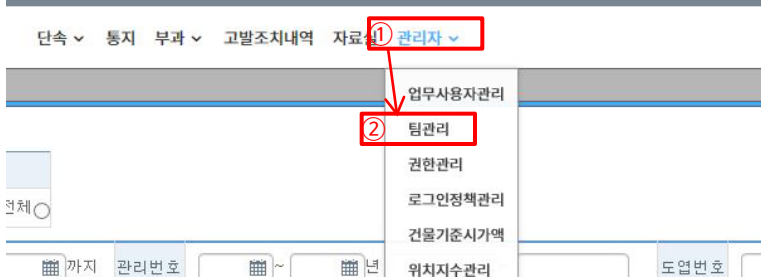 단속 통지 부과 고발조치내역 자료실 ① 관리자
업무사용자관리
② 팀관리
권한관리
전체
로그인정책관리
건물기준시가액
까지 관리번호 ~ 년 위치지수관리 도엽번호